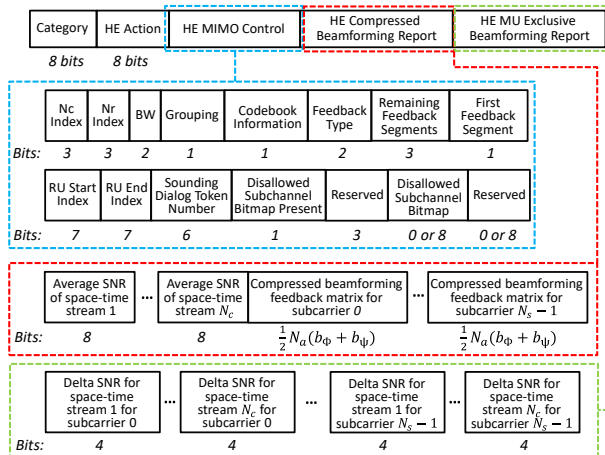 Category HE Action HE MIMO Control HE Compressed Beamforming Report HE MU Exclusive Beamforming Report
8 bits 8 bits
Nc Index Nr Index BW Grouping Codebook Information Feedback Type Remaining Feedback Segments First Feedback Segment
Bits: 3 3 2 1 1 2 3 1
RU Start Index RU End Index Sounding Dialog Token Number Disallowed Subchannel Bitmap Present Reserved Disallowed Subchannel Bitmap Reserved
Bits: 7 7 6 1 3 0 or 8 0 or 8
Average SNR of space-time stream 1 ... Average SNR of space-time stream N_c Compressed beamforming feedback matrix for subcarrier 0 ... Compressed beamforming feedback matrix for subcarrier N_s − 1
Bits: 8 8 1/2 N_a(b_Φ + b_ψ) 1/2 N_a(b_Φ + b_ψ)
Delta SNR for space-time stream 1 for subcarrier 0 ... Delta SNR for space-time stream N_c for subcarrier 0 ... Delta SNR for space-time stream 1 for subcarrier N_s − 1 ... Delta SNR for space-time stream N_c for subcarrier N_s − 1
Bits: 4 4 4 4